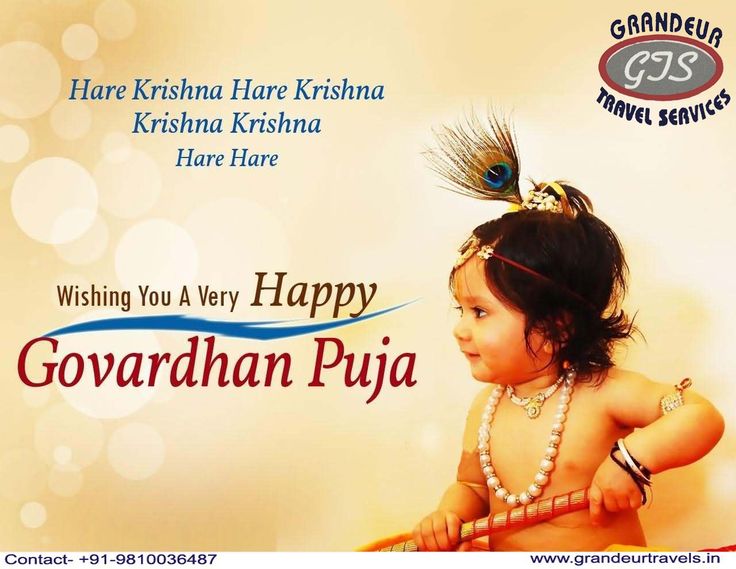 GRANDEUR
GTS
TRAVEL SERVICES
Hare Krishna Hare Krishna
Krishna Krishna
Hare Hare
Wishing You A Very Happy
Govardhan Puja
Contact- +91-9810036487
www.grandeurtravels.in